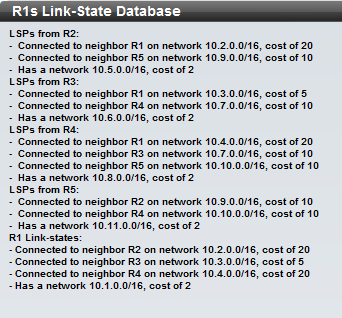 R1s Link-State Database
LSPs from R2:
- Connected to neighbor R1 on network 10.2.0.0/16, cost of 20
- Connected to neighbor R5 on network 10.9.0.0/16, cost of 10
- Has a network 10.5.0.0/16, cost of 2
LSPs from R3:
- Connected to neighbor R1 on network 10.3.0.0/16, cost of 5
- Connected to neighbor R4 on network 10.7.0.0/16, cost of 10
- Has a network 10.6.0.0/16, cost of 2
LSPs from R4:
- Connected to neighbor R1 on network 10.4.0.0/16, cost of 20
- Connected to neighbor R3 on network 10.7.0.0/16, cost of 10
- Connected to neighbor R5 on network 10.10.0.0/16, cost of 10
- Has a network 10.8.0.0/16, cost of 2
LSPs from R5:
- Connected to neighbor R2 on network 10.9.0.0/16, cost of 10
- Connected to neighbor R4 on network 10.10.0.0/16, cost of 10
- Has a network 10.11.0.0/16, cost of 2
R1 Link-states:
- Connected to neighbor R2 on network 10.2.0.0/16, cost of 20
- Connected to neighbor R3 on network 10.3.0.0/16, cost of 5
- Connected to neighbor R4 on network 10.4.0.0/16, cost of 20
- Has a network 10.1.0.0/16, cost of 2